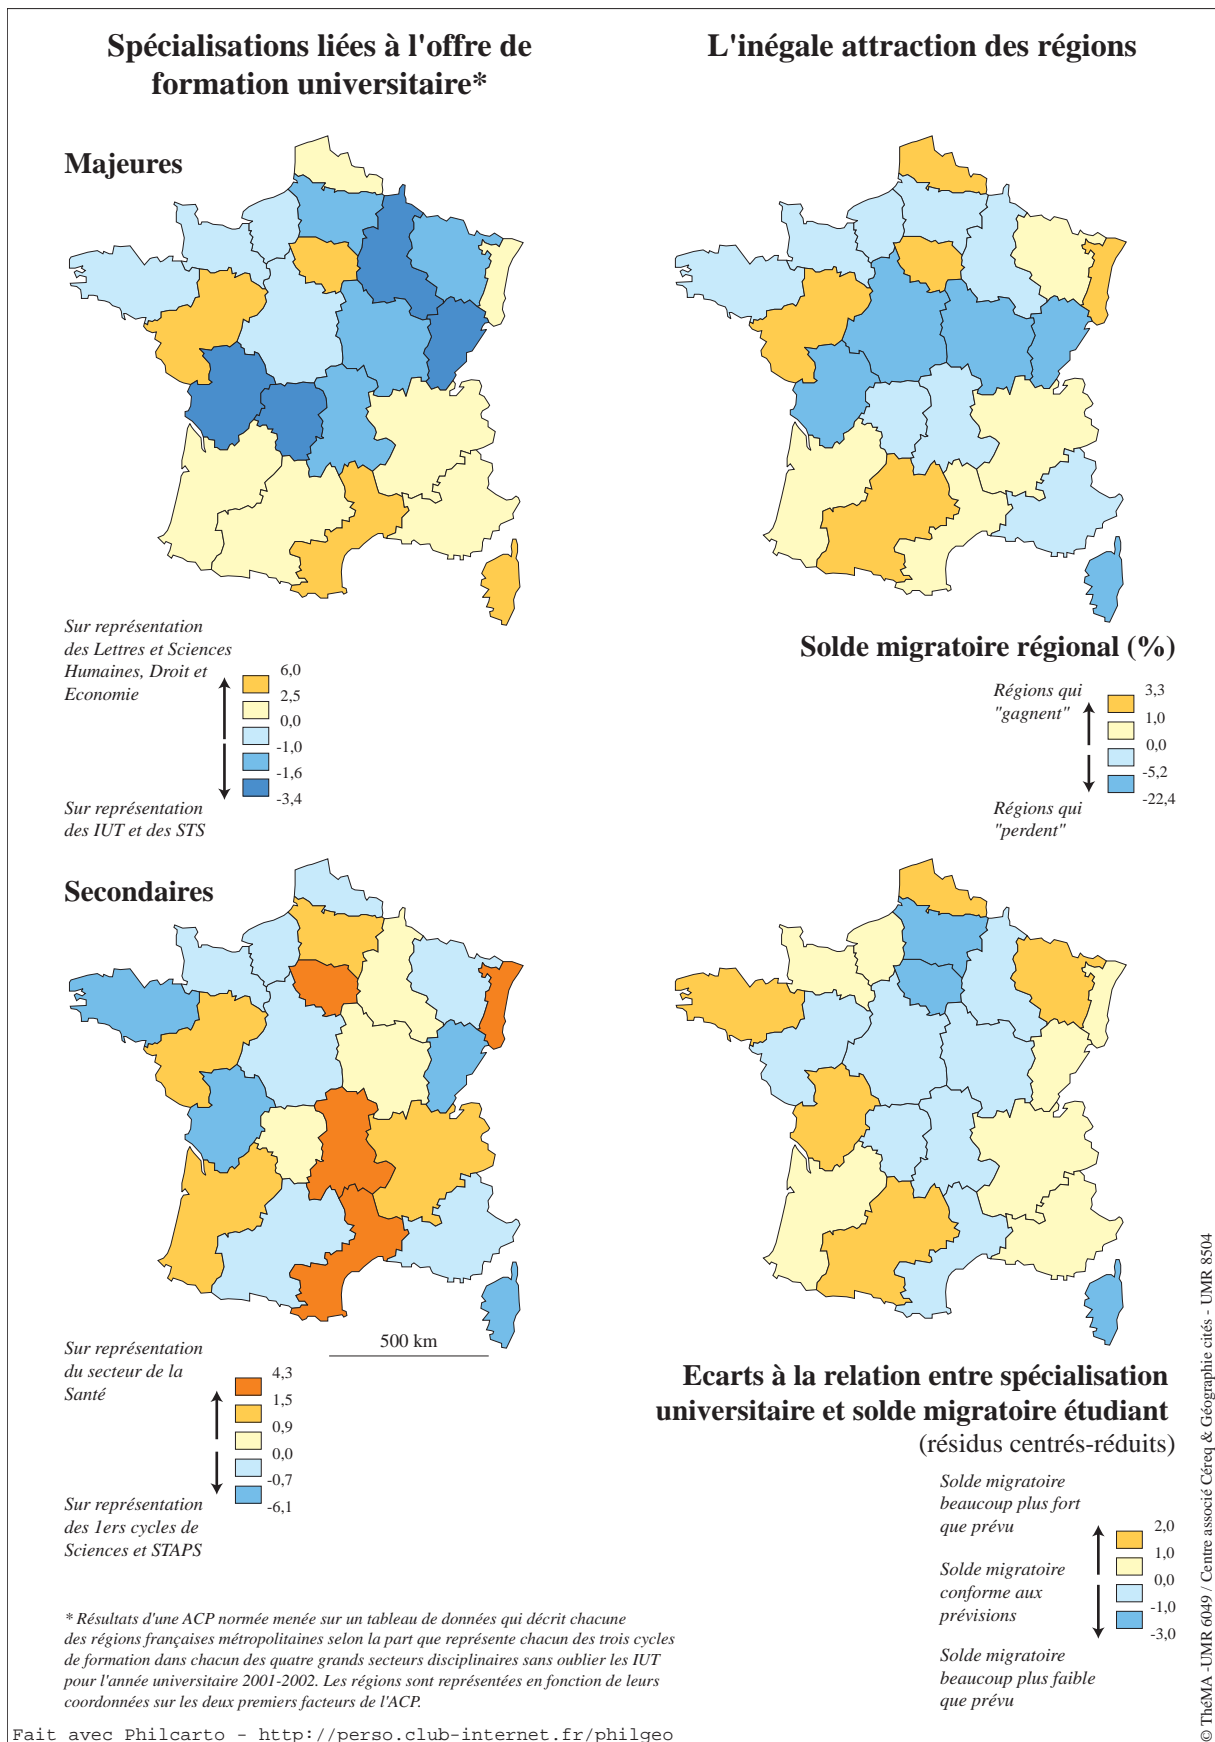 Spécialisations liées à l'offre de
formation universitaire*
L'inégale attraction des régions
Majeures
Sur représentation
des Lettres et Sciences
Humaines, Droit et
Economie
6,0
2,5
0,0
-1,0
-1,6
-3,4
Sur représentation
des IUT et des STS
Solde migratoire régional (%)
Régions qui
"gagnent"
3,3
1,0
0,0
-5,2
-22,4
Régions qui
"perdent"
Secondaires
500 km
Sur représentation
du secteur de la
Santé
4,3
1,5
0,9
0,0
-0,7
-6,1
Sur représentation
des 1ers cycles de
Sciences et STAPS
Ecarts à la relation entre spécialisation
universitaire et solde migratoire étudiant
(résidus centrés-réduits)
Solde migratoire
beaucoup plus fort
que prévu
2,0
1,0
0,0
-1,0
-3,0
Solde migratoire
conforme aux
prévisions
Solde migratoire
beaucoup plus faible
que prévu
* Résultats d'une ACP normée menée sur un tableau de données qui décrit chacune
des régions françaises métropolitaines selon la part que représente chacun des trois cycles
de formation dans chacun des quatre grands secteurs disciplinaires sans oublier les IUT
pour l'année universitaire 2001-2002. Les régions sont représentées en fonction de leurs
coordonnées sur les deux premiers facteurs de l'ACP.
Fait avec Philcarto - http://perso.club-internet.fr/philgeo
© ThéMA -UMR 6049 / Centre associé Céreq & Géographie cités - UMR 8504